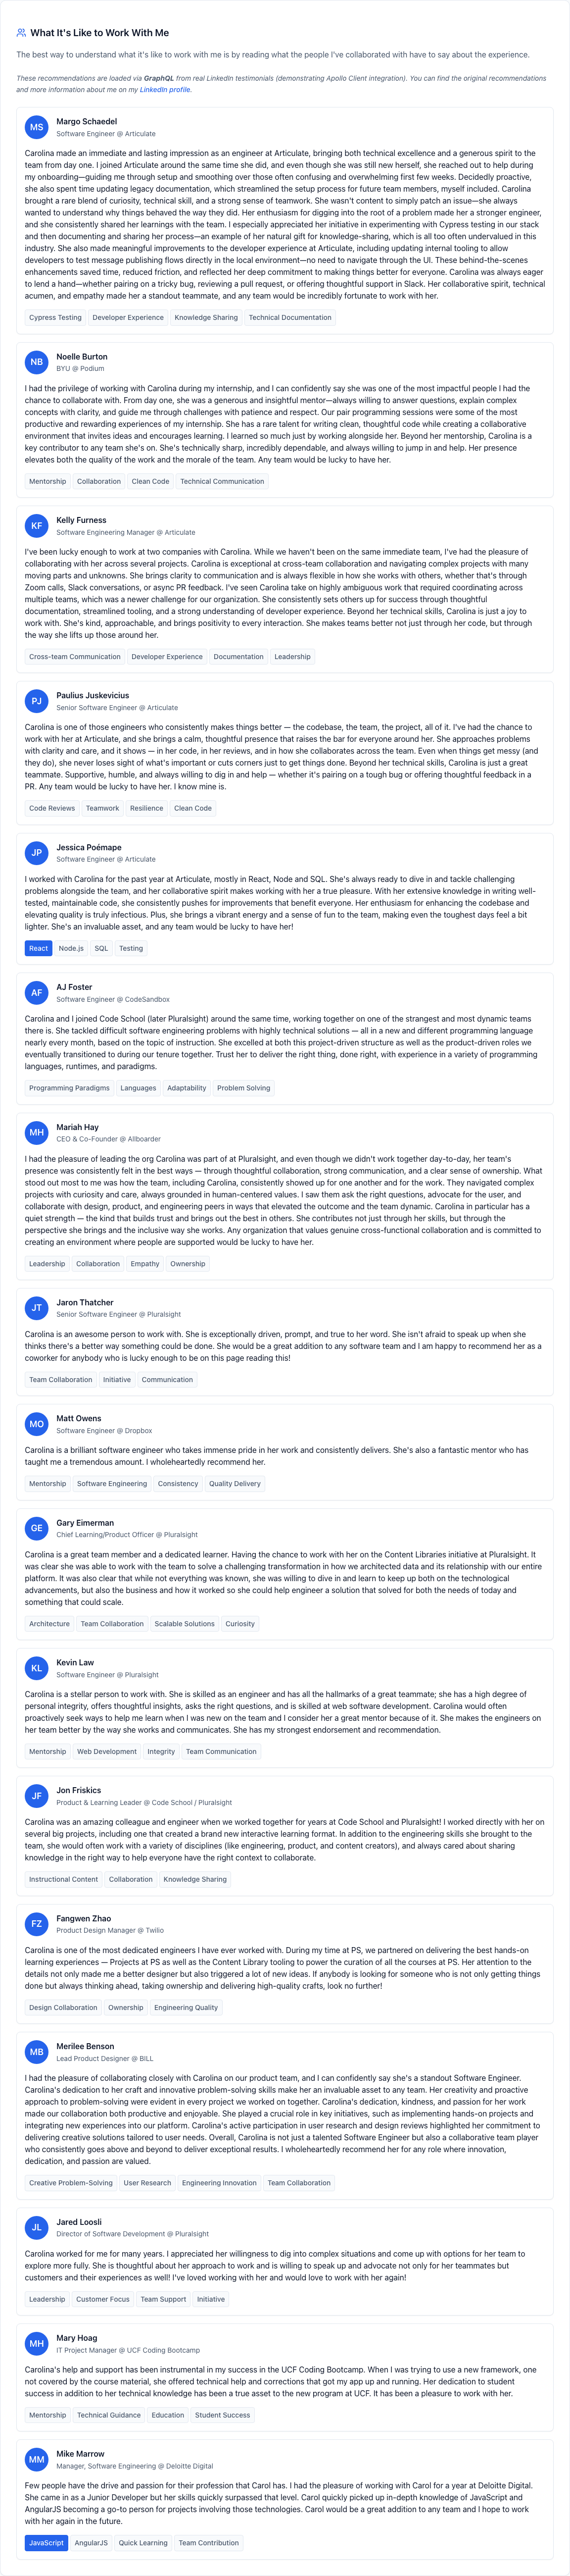 What It's Like to Work With Me
The best way to understand what it's like to work with me is by reading what the people I've collaborated with have to say about the experience.
These recommendations are loaded via GraphQL from real LinkedIn testimonials (demonstrating Apollo Client integration). You can find the original recommendations
and more information about me on my LinkedIn profile.
MS
Margo Schaedel
Software Engineer @ Articulate
Carolina made an immediate and lasting impression as an engineer at Articulate, bringing both technical excellence and a generous spirit to the
team from day one. I joined Articulate around the same time she did, and even though she was still new herself, she reached out to help during
my onboarding—guiding me through setup and smoothing over those often confusing and overwhelming first few weeks. Decidedly proactive,
she also spent time updating legacy documentation, which streamlined the setup process for future team members, myself included. Carolina
brought a rare blend of curiosity, technical skill, and a strong sense of teamwork. She wasn't content to simply patch an issue—she always
wanted to understand why things behaved the way they did. Her enthusiasm for digging into the root of a problem made her a stronger engineer,
and she consistently shared her learnings with the team. I especially appreciated her initiative in experimenting with Cypress testing in our stack
and then documenting and sharing her process—an example of her natural gift for knowledge-sharing, which is all too often undervalued in this
industry. She also made meaningful improvements to the developer experience at Articulate, including updating internal tooling to allow
developers to test message publishing flows directly in the local environment—no need to navigate through the UI. These behind-the-scenes
enhancements saved time, reduced friction, and reflected her deep commitment to making things better for everyone. Carolina was always eager
to lend a hand—whether pairing on a tricky bug, reviewing a pull request, or offering thoughtful support in Slack. Her collaborative spirit, technical
acumen, and empathy made her a standout teammate, and any team would be incredibly fortunate to work with her.
Cypress Testing Developer Experience Knowledge Sharing Technical Documentation
NB
Noelle Burton
BYU @ Podium
I had the privilege of working with Carolina during my internship, and I can confidently say she was one of the most impactful people I had the
chance to collaborate with. From day one, she was a generous and insightful mentor—always willing to answer questions, explain complex
concepts with clarity, and guide me through challenges with patience and respect. Our pair programming sessions were some of the most
productive and rewarding experiences of my internship. She has a rare talent for writing clean, thoughtful code while creating a collaborative
environment that invites ideas and encourages learning. I learned so much just by working alongside her. Beyond her mentorship, Carolina is a
key contributor to any team she's on. She's technically sharp, incredibly dependable, and always willing to jump in and help. Her presence
elevates both the quality of the work and the morale of the team. Any team would be lucky to have her.
Mentorship Collaboration Clean Code Technical Communication
KF
Kelly Furness
Software Engineering Manager @ Articulate
I've been lucky enough to work at two companies with Carolina. While we haven't been on the same immediate team, I've had the pleasure of
collaborating with her across several projects. Carolina is exceptional at cross-team collaboration and navigating complex projects with many
moving parts and unknowns. She brings clarity to communication and is always flexible in how she works with others, whether that's through
Zoom calls, Slack conversations, or async PR feedback. I've seen Carolina take on highly ambiguous work that required coordinating across
multiple teams, which was a newer challenge for our organization. She consistently sets others up for success through thoughtful
documentation, streamlined tooling, and a strong understanding of developer experience. Beyond her technical skills, Carolina is just a joy to
work with. She's kind, approachable, and brings positivity to every interaction. She makes teams better not just through her code, but through
the way she lifts up those around her.
Cross-team Communication Developer Experience Documentation Leadership
PJ
Paulius Juskevicius
Senior Software Engineer @ Articulate
Carolina is one of those engineers who consistently makes things better — the codebase, the team, the project, all of it. I've had the chance to
work with her at Articulate, and she brings a calm, thoughtful presence that raises the bar for everyone around her. She approaches problems
with clarity and care, and it shows — in her code, in her reviews, and in how she collaborates across the team. Even when things get messy (and
they do), she never loses sight of what's important or cuts corners just to get things done. Beyond her technical skills, Carolina is just a great
teammate. Supportive, humble, and always willing to dig in and help — whether it's pairing on a tough bug or offering thoughtful feedback in a
PR. Any team would be lucky to have her. I know mine is.
Code Reviews Teamwork Resilience Clean Code
JP
Jessica Poémape
Software Engineer @ Articulate
I worked with Carolina for the past year at Articulate, mostly in React, Node and SQL. She's always ready to dive in and tackle challenging
problems alongside the team, and her collaborative spirit makes working with her a true pleasure. With her extensive knowledge in writing well-
tested, maintainable code, she consistently pushes for improvements that benefit everyone. Her enthusiasm for enhancing the codebase and
elevating quality is truly infectious. Plus, she brings a vibrant energy and a sense of fun to the team, making even the toughest days feel a bit
lighter. She's an invaluable asset, and any team would be lucky to have her!
React Node.js SQL Testing
AF
AJ Foster
Software Engineer @ CodeSandbox
Carolina and I joined Code School (later Pluralsight) around the same time, working together on one of the strangest and most dynamic teams
there is. She tackled difficult software engineering problems with highly technical solutions — all in a new and different programming language
nearly every month, based on the topic of instruction. She excelled at both this project-driven structure as well as the product-driven roles we
eventually transitioned to during our tenure together. Trust her to deliver the right thing, done right, with experience in a variety of programming
languages, runtimes, and paradigms.
Programming Paradigms Languages Adaptability Problem Solving
MH
Mariah Hay
CEO & Co-Founder @ Allboarder
I had the pleasure of leading the org Carolina was part of at Pluralsight, and even though we didn't work together day-to-day, her team's
presence was consistently felt in the best ways — through thoughtful collaboration, strong communication, and a clear sense of ownership. What
stood out most to me was how the team, including Carolina, consistently showed up for one another and for the work. They navigated complex
projects with curiosity and care, always grounded in human-centered values. I saw them ask the right questions, advocate for the user, and
collaborate with design, product, and engineering peers in ways that elevated the outcome and the team dynamic. Carolina in particular has a
quiet strength — the kind that builds trust and brings out the best in others. She contributes not just through her skills, but through the
perspective she brings and the inclusive way she works. Any organization that values genuine cross-functional collaboration and is committed to
creating an environment where people are supported would be lucky to have her.
Leadership Collaboration Empathy Ownership
JT
Jaron Thatcher
Senior Software Engineer @ Pluralsight
Carolina is an awesome person to work with. She is exceptionally driven, prompt, and true to her word. She isn't afraid to speak up when she
thinks there's a better way something could be done. She would be a great addition to any software team and I am happy to recommend her as a
coworker for anybody who is lucky enough to be on this page reading this!
Team Collaboration Initiative Communication
MO
Matt Owens
Software Engineer @ Dropbox
Carolina is a brilliant software engineer who takes immense pride in her work and consistently delivers. She's also a fantastic mentor who has
taught me a tremendous amount. I wholeheartedly recommend her.
Mentorship Software Engineering Consistency Quality Delivery
GE
Gary Eimerman
Chief Learning/Product Officer @ Pluralsight
Carolina is a great team member and a dedicated learner. Having the chance to work with her on the Content Libraries initiative at Pluralsight. It
was clear she was able to work with the team to solve a challenging transformation in how we architected data and its relationship with our entire
platform. It was also clear that while not everything was known, she was willing to dive in and learn to keep up both on the technological
advancements, but also the business and how it worked so she could help engineer a solution that solved for both the needs of today and
something that could scale.
Architecture Team Collaboration Scalable Solutions Curiosity
KL
Kevin Law
Software Engineer @ Pluralsight
Carolina is a stellar person to work with. She is skilled as an engineer and has all the hallmarks of a great teammate; she has a high degree of
personal integrity, offers thoughtful insights, asks the right questions, and is skilled at web software development. Carolina would often
proactively seek ways to help me learn when I was new on the team and I consider her a great mentor because of it. She makes the engineers on
her team better by the way she works and communicates. She has my strongest endorsement and recommendation.
Mentorship Web Development Integrity Team Communication
JF
Jon Friskics
Product & Learning Leader @ Code School / Pluralsight
Carolina was an amazing colleague and engineer when we worked together for years at Code School and Pluralsight! I worked directly with her on
several big projects, including one that created a brand new interactive learning format. In addition to the engineering skills she brought to the
team, she would often work with a variety of disciplines (like engineering, product, and content creators), and always cared about sharing
knowledge in the right way to help everyone have the right context to collaborate.
Instructional Content Collaboration Knowledge Sharing
FZ
Fangwen Zhao
Product Design Manager @ Twilio
Carolina is one of the most dedicated engineers I have ever worked with. During my time at PS, we partnered on delivering the best hands-on
learning experiences — Projects at PS as well as the Content Library tooling to power the curation of all the courses at PS. Her attention to the
details not only made me a better designer but also triggered a lot of new ideas. If anybody is looking for someone who is not only getting things
done but always thinking ahead, taking ownership and delivering high-quality crafts, look no further!
Design Collaboration Ownership Engineering Quality
MB
Merilee Benson
Lead Product Designer @ BILL
I had the pleasure of collaborating closely with Carolina on our product team, and I can confidently say she's a standout Software Engineer.
Carolina's dedication to her craft and innovative problem-solving skills make her an invaluable asset to any team. Her creativity and proactive
approach to problem-solving were evident in every project we worked on together. Carolina's dedication, kindness, and passion for her work
made our collaboration both productive and enjoyable. She played a crucial role in key initiatives, such as implementing hands-on projects and
integrating new experiences into our platform. Carolina's active participation in user research and design reviews highlighted her commitment to
delivering creative solutions tailored to user needs. Overall, Carolina is not just a talented Software Engineer but also a collaborative team player
who consistently goes above and beyond to deliver exceptional results. I wholeheartedly recommend her for any role where innovation,
dedication, and passion are valued.
Creative Problem-Solving User Research Engineering Innovation Team Collaboration
JL
Jared Loosli
Director of Software Development @ Pluralsight
Carolina worked for me for many years. I appreciated her willingness to dig into complex situations and come up with options for her team to
explore more fully. She is thoughtful about her approach to work and is willing to speak up and advocate not only for her teammates but
customers and their experiences as well! I've loved working with her and would love to work with her again!
Leadership Customer Focus Team Support Initiative
MH
Mary Hoag
IT Project Manager @ UCF Coding Bootcamp
Carolina's help and support has been instrumental in my success in the UCF Coding Bootcamp. When I was trying to use a new framework, one
not covered by the course material, she offered technical help and corrections that got my app up and running. Her dedication to student
success in addition to her technical knowledge has been a true asset to the new program at UCF. It has been a pleasure to work with her.
Mentorship Technical Guidance Education Student Success
MM
Mike Marrow
Manager, Software Engineering @ Deloitte Digital
Few people have the drive and passion for their profession that Carol has. I had the pleasure of working with Carol for a year at Deloitte Digital.
She came in as a Junior Developer but her skills quickly surpassed that level. Carol quickly picked up in-depth knowledge of JavaScript and
AngularJS becoming a go-to person for projects involving those technologies. Carol would be a great addition to any team and I hope to work
with her again in the future.
JavaScript AngularJS Quick Learning Team Contribution